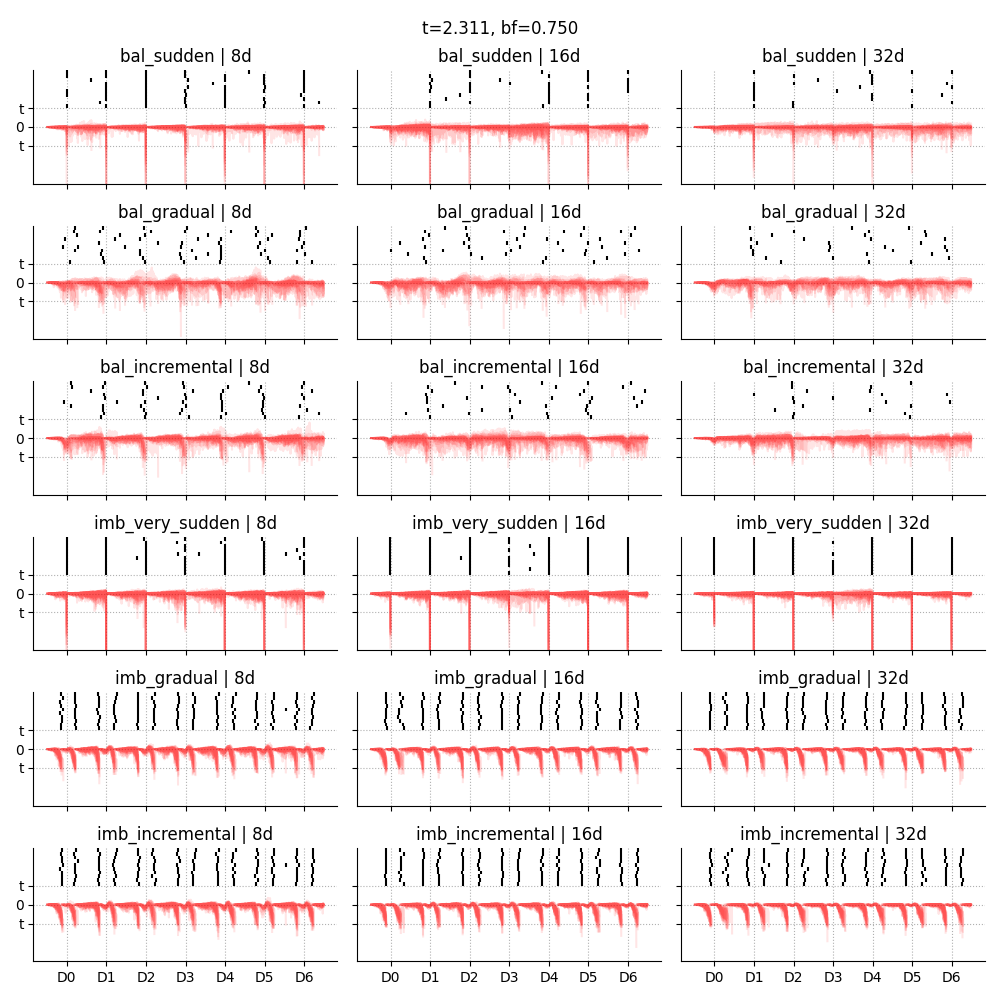 t=2.311, bf=0.750
bal_sudden | 8d
bal_sudden | 16d
bal_sudden | 32d
t
0
t
bal_gradual | 8d
bal_gradual | 16d
bal_gradual | 32d
t
0
t
bal_incremental | 8d
bal_incremental | 16d
bal_incremental | 32d
t
0
t
imb_very_sudden | 8d
imb_very_sudden | 16d
imb_very_sudden | 32d
t
0
t
imb_gradual | 8d
imb_gradual | 16d
imb_gradual | 32d
t
0
t
imb_incremental | 8d
imb_incremental | 16d
imb_incremental | 32d
t
0
t
D0 D1 D2 D3 D4 D5 D6
D0 D1 D2 D3 D4 D5 D6
D0 D1 D2 D3 D4 D5 D6